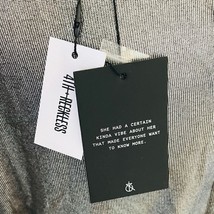 4TH+RECKLESS
SHE HAD A CERTAIN
KINDA VIBE ABOUT HER
THAT MADE EVERYONE WANT
TO KNOW MORE.